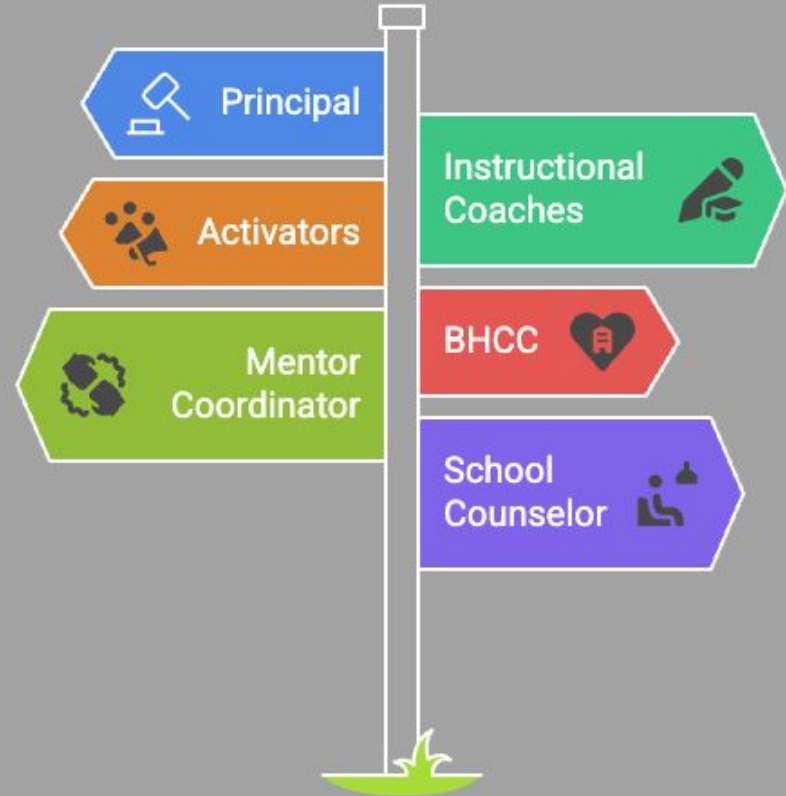 Principal
Instructional
Coaches
Activators
BHCC
Mentor
Coordinator
School
Counselor